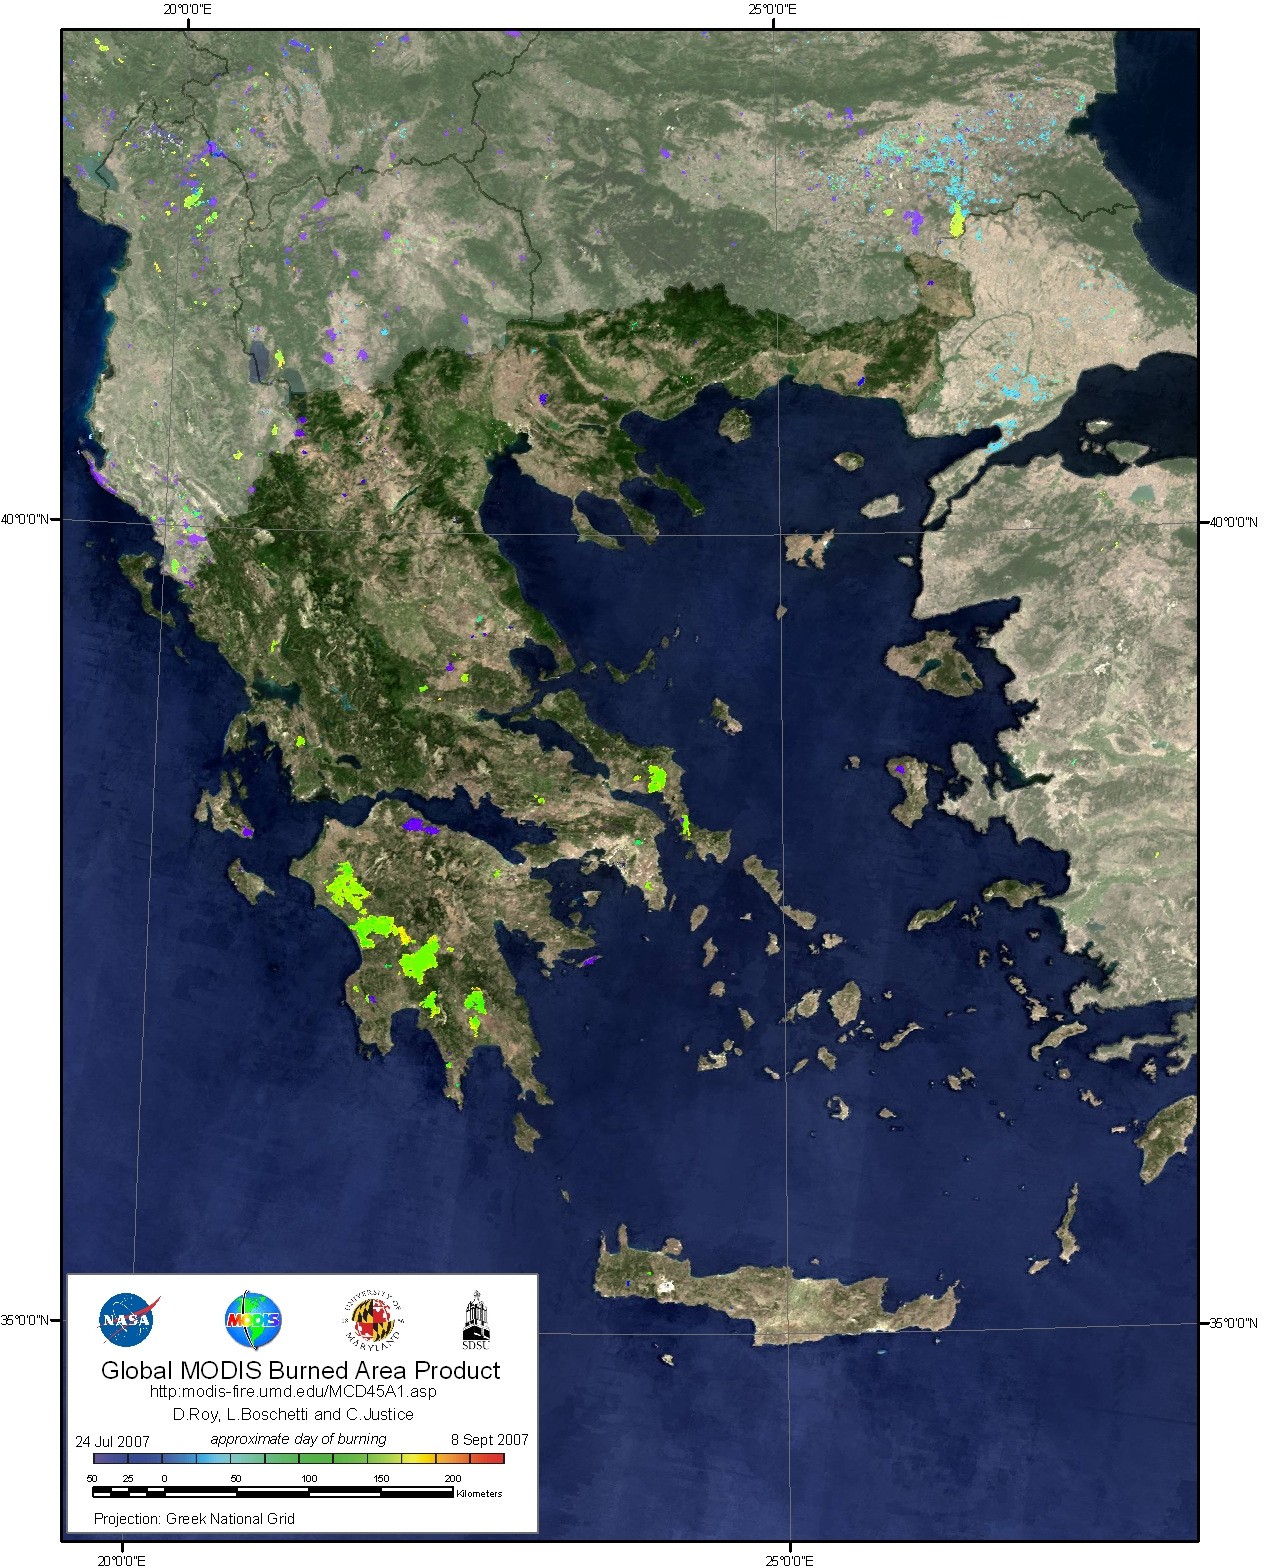 20°0'0"E 25°0'0"E
40°0'0"N 40°0'0"N
35°0'0"N 35°0'0"N
NASA MODIS UNIVERSITY OF MARYLAND 18 56 SDSU
Global MODIS Burned Area Product
http:modis-fire.umd.edu/MCD45A1.asp
D.Roy, L.Boschetti and C.Justice
24 Jul 2007 approximate day of burning 8 Sept 2007
50 25 0 50 100 150 200
Kilometers
Projection: Greek National Grid
20°0'0"E 25°0'0"E